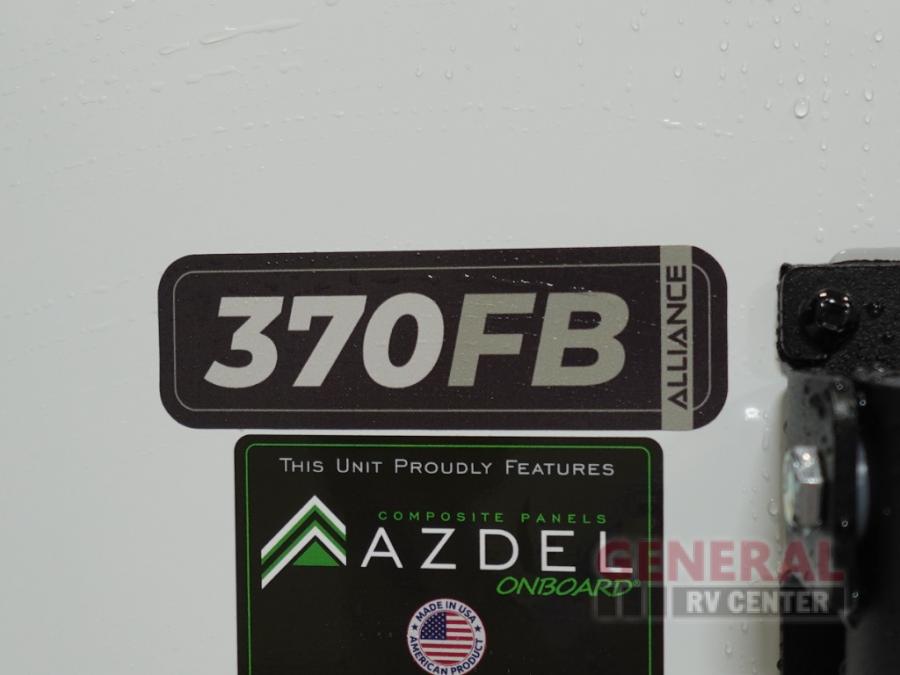 370FB
ALLIANCE
This Unit Proudly Features
COMPOSITE PANELS
AZDEL
ONBOARD®
MADE IN USA
AMERICAN PRODUCT
GENERAL
RV CENTER